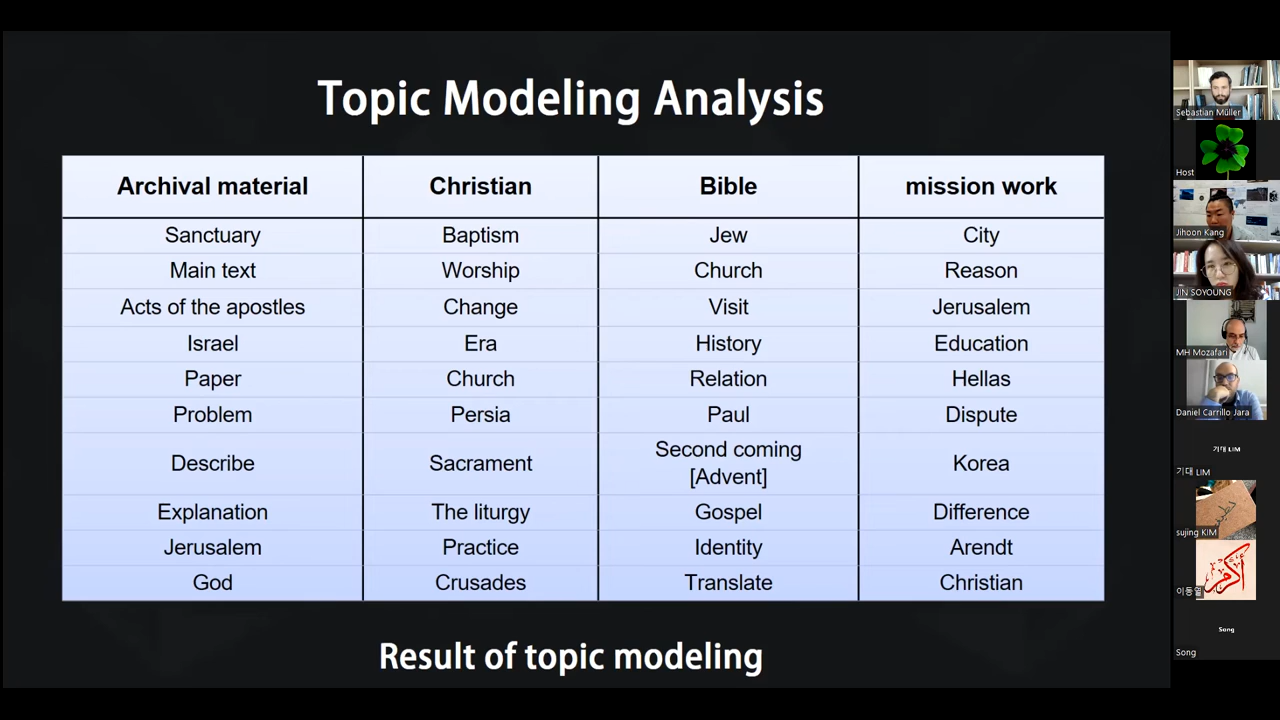 Topic Modeling Analysis
Archival material Christian Bible mission work
Sanctuary Baptism Jew City
Main text Worship Church Reason
Acts of the apostles Change Visit Jerusalem
Israel Era History Education
Paper Church Relation Hellas
Problem Persia Paul Dispute
Describe Sacrament Second coming [Advent] Korea
Explanation The liturgy Gospel Difference
Jerusalem Practice Identity Arendt
God Crusades Translate Christian
Result of topic modeling
Sebastian Müller
Host
Jihoon Kang
JIN SOYOUNG
MH Mozafari
Daniel Carrillo Jara
기대 LIM
기대 LIM
sujing KIM
이동일
Song
Song